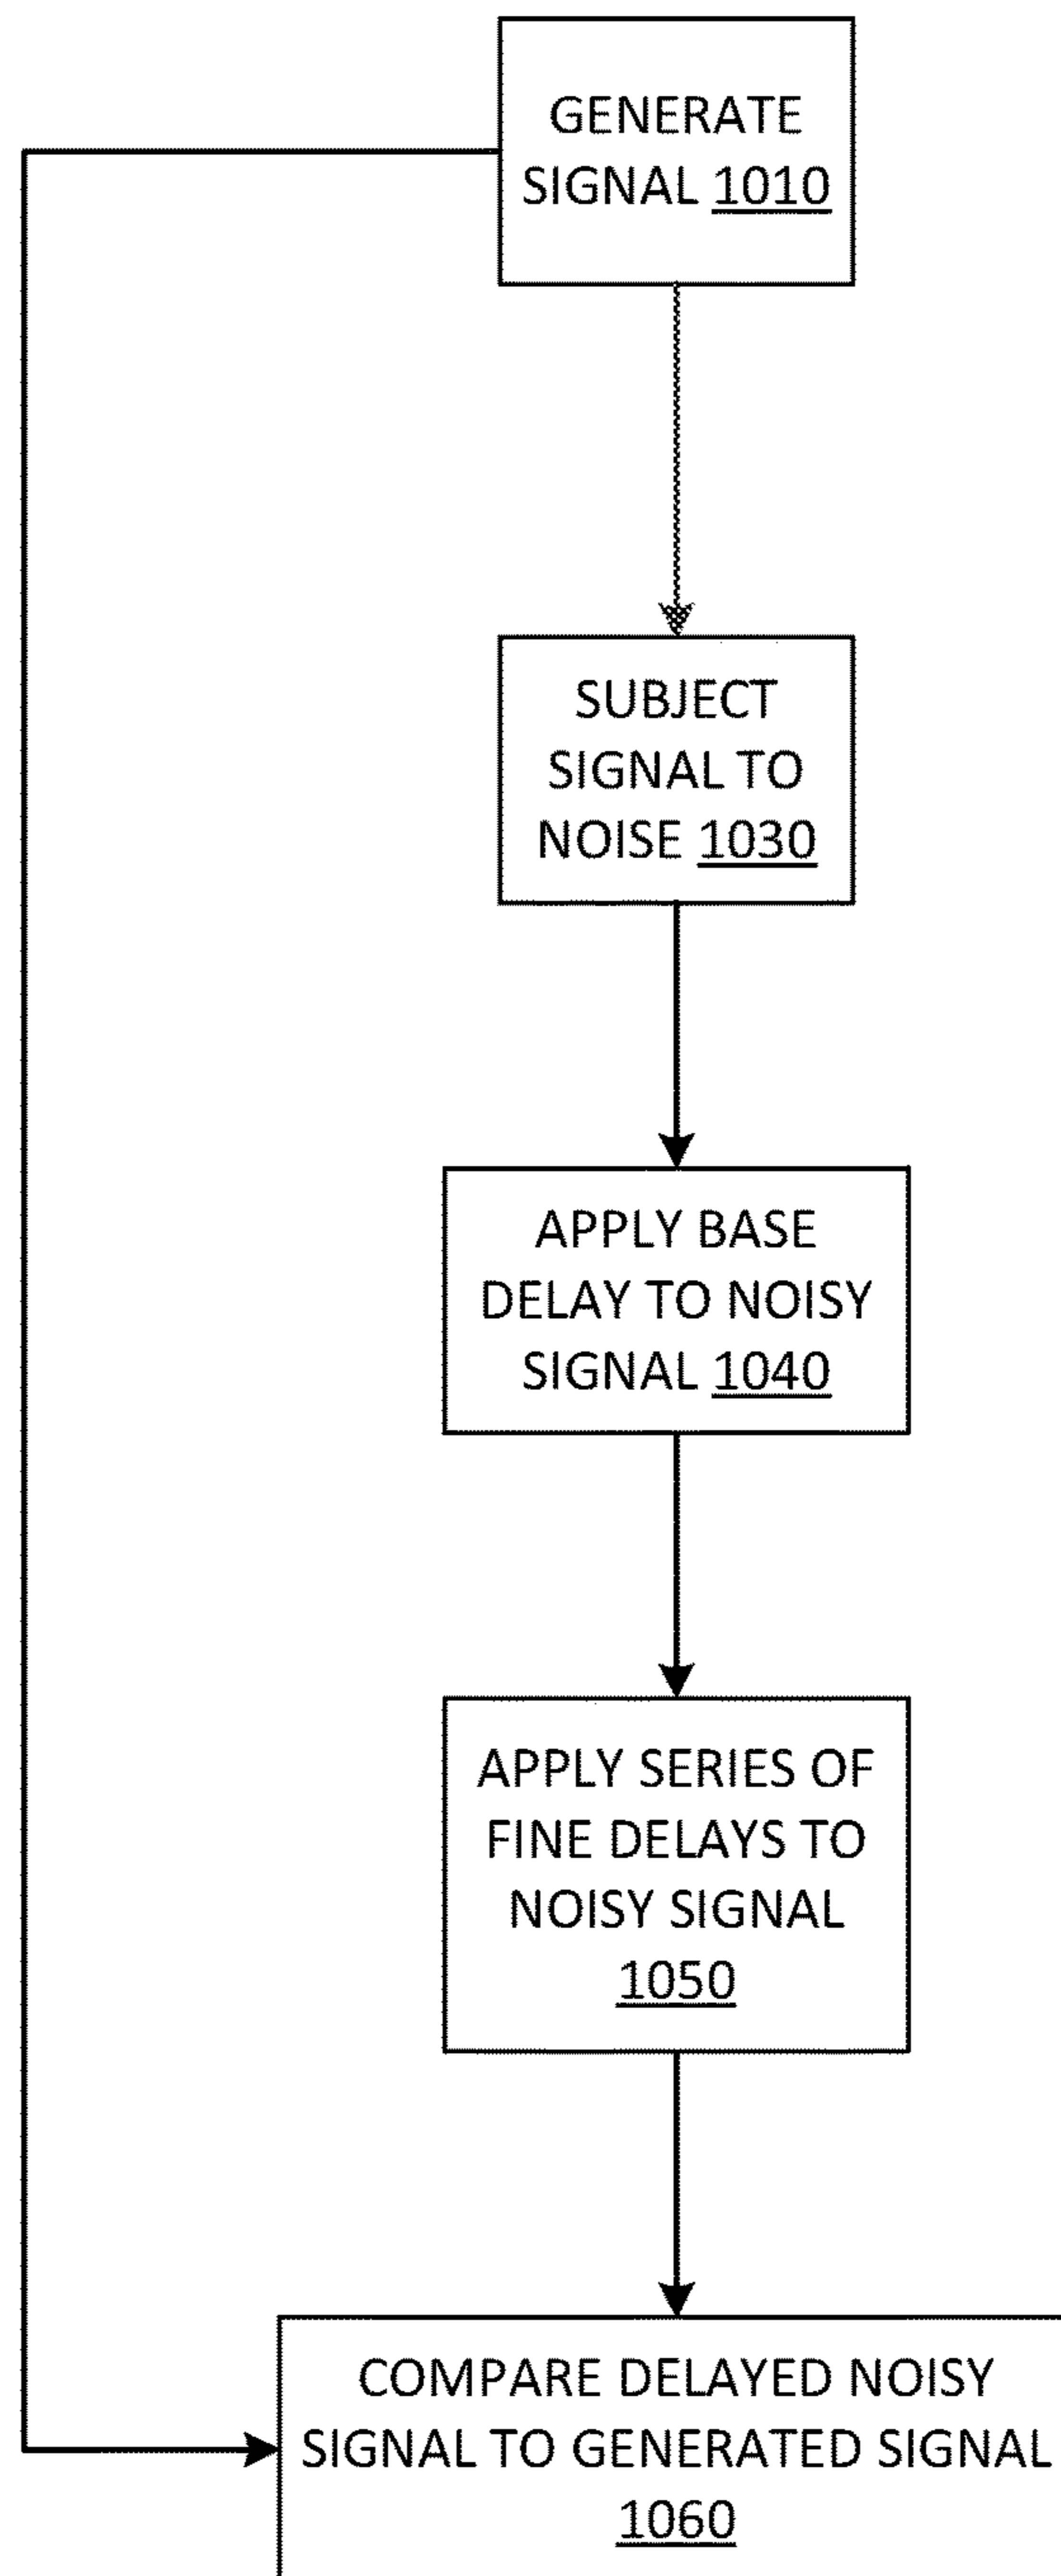 GENERATE
SIGNAL 1010
SUBJECT
SIGNAL TO
NOISE 1030
APPLY BASE
DELAY TO NOISY
SIGNAL 1040
APPLY SERIES OF
FINE DELAYS TO
NOISY SIGNAL
1050
COMPARE DELAYED NOISY
SIGNAL TO GENERATED SIGNAL
1060